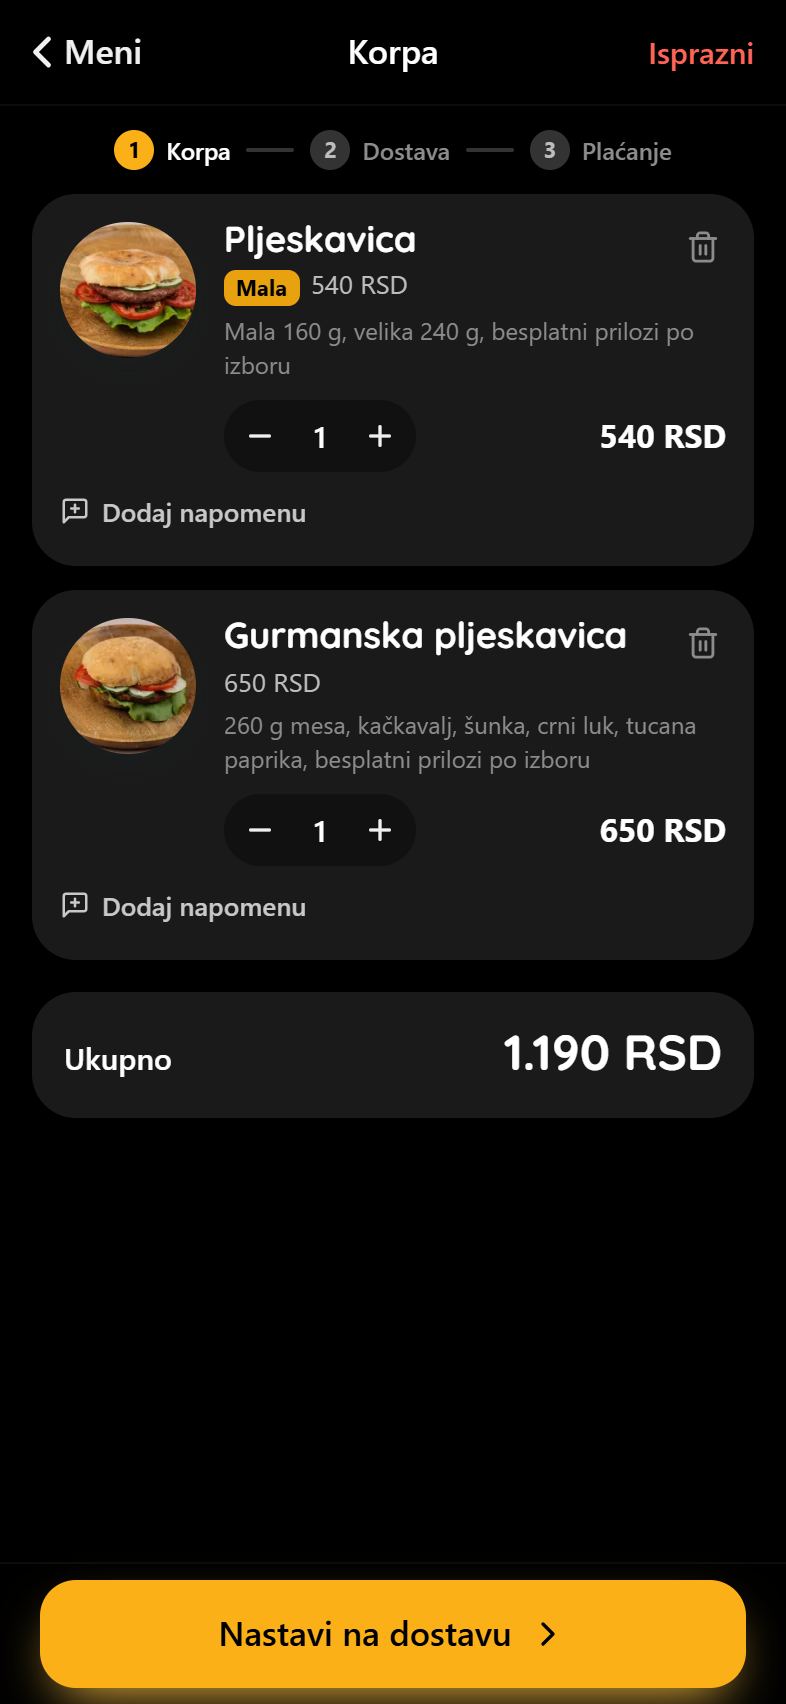 Meni
Korpa
Isprazni
1 Korpa
2 Dostava
3 Plaćanje
Pljeskavica
Mala 540 RSD
Mala 160 g, velika 240 g, besplatni prilozi po
izboru
1
540 RSD
Dodaj napomenu
Gurmanska pljeskavica
650 RSD
260 g mesa, kačkavalj, šunka, crni luk, tucana
paprika, besplatni prilozi po izboru
1
650 RSD
Dodaj napomenu
Ukupno
1.190 RSD
Nastavi na dostavu